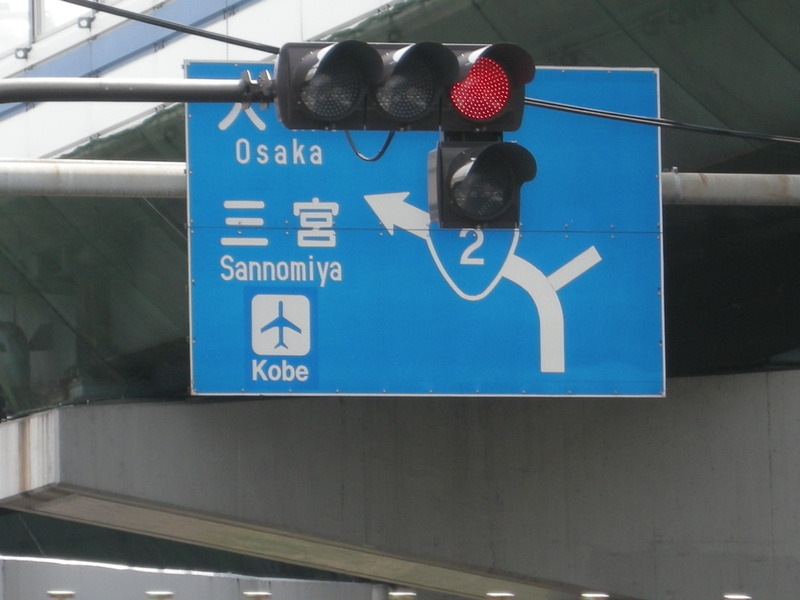 Osaka
三宮
Sannomiya
2
Kobe